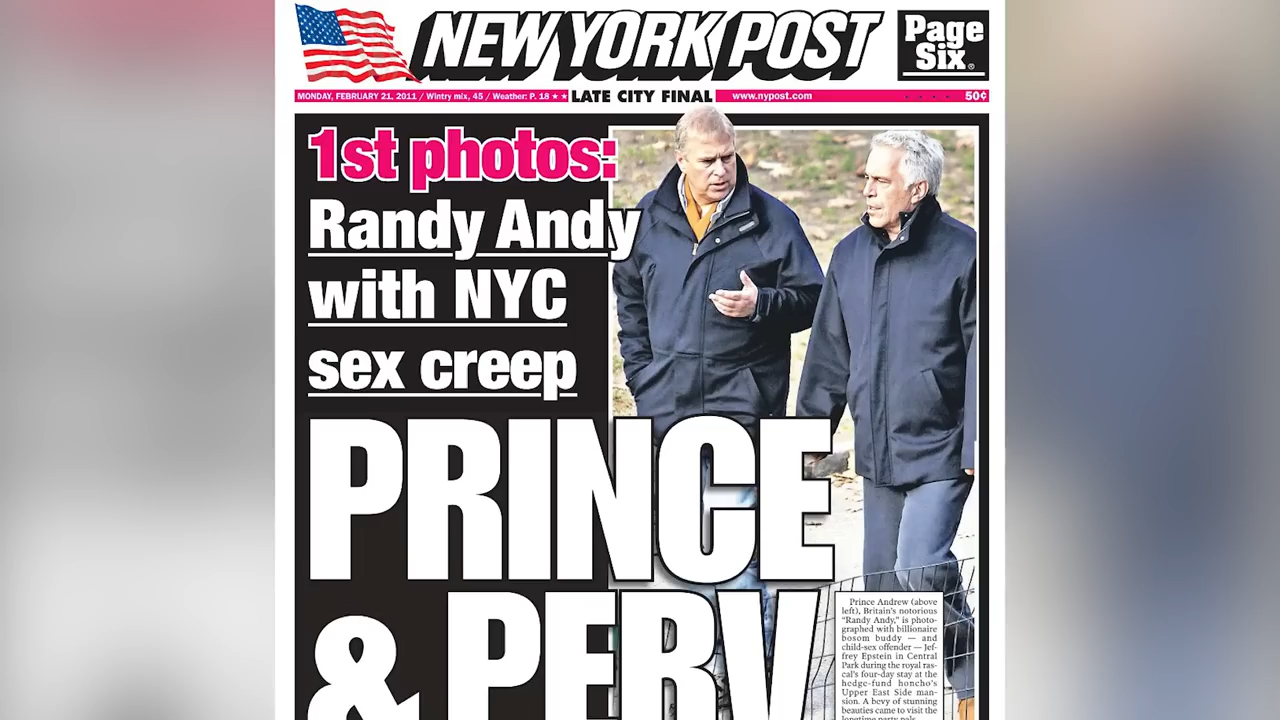 NEW YORK POST
Page
Six®
MONDAY, FEBRUARY 21, 2011 / Wintry mix, 45 / Weather: P. 18 ★ ★
LATE CITY FINAL
www.nypost.com
50¢
1st photos:
Randy Andy
with NYC
sex creep
PRINCE
& PERV
Prince Andrew (above
left), Britain's notorious
“Randy Andy,” is photo-
graphed with billionaire
bosom buddy — and
child-sex offender — Jef-
frey Epstein in Central
Park during the royal ras-
cal's four-day stay at the
hedge-fund honcho's
Upper East Side man-
sion. A bevy of stunning
beauties came to visit the
longtime party pals.